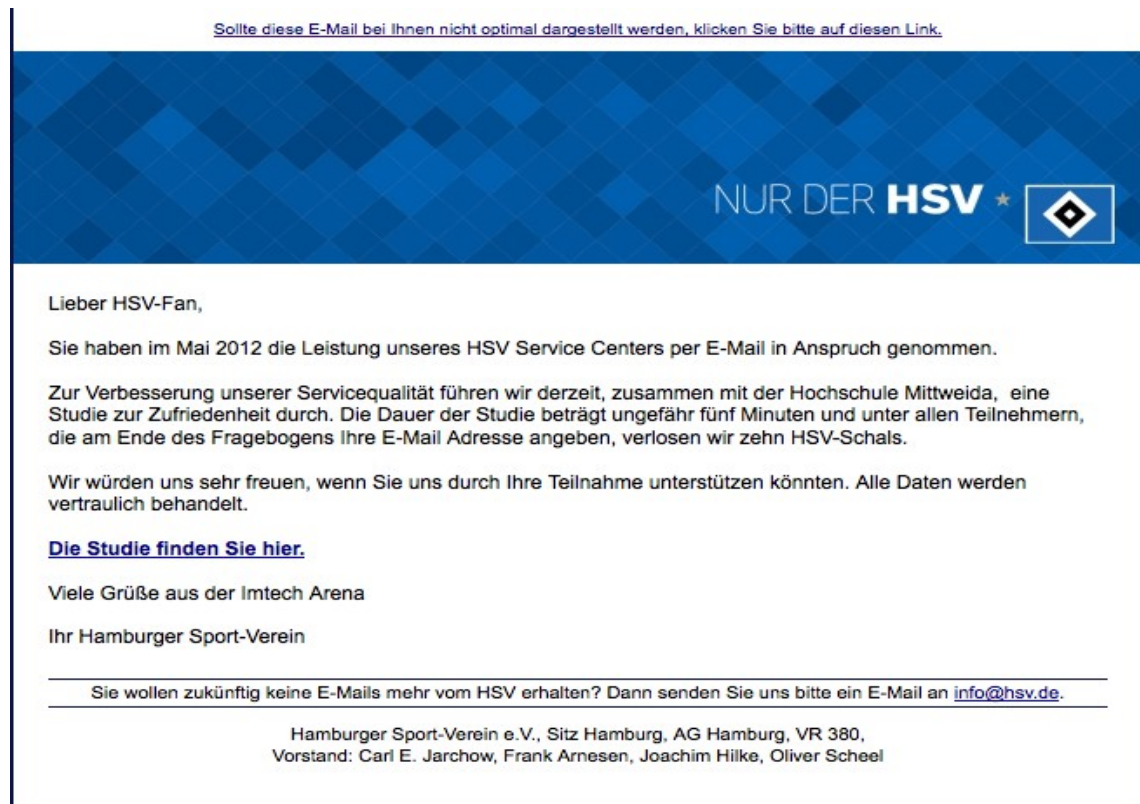 Sollte diese E-Mail bei Ihnen nicht optimal dargestellt werden, klicken Sie bitte auf diesen Link.
NUR DER HSV
Lieber HSV-Fan,
Sie haben im Mai 2012 die Leistung unseres HSV Service Centers per E-Mail in Anspruch genommen.
Zur Verbesserung unserer Servicequalität führen wir derzeit, zusammen mit der Hochschule Mittweida, eine
Studie zur Zufriedenheit durch. Die Dauer der Studie beträgt ungefähr fünf Minuten und unter allen Teilnehmern,
die am Ende des Fragebogens Ihre E-Mail Adresse angeben, verlosen wir zehn HSV-Schals.
Wir würden uns sehr freuen, wenn Sie uns durch Ihre Teilnahme unterstützen könnten. Alle Daten werden
vertraulich behandelt.
Die Studie finden Sie hier.
Viele Grüße aus der Imtech Arena
Ihr Hamburger Sport-Verein
Sie wollen zukünftig keine E-Mails mehr vom HSV erhalten? Dann senden Sie uns bitte ein E-Mail an info@hsv.de.
Hamburger Sport-Verein e.V., Sitz Hamburg, AG Hamburg, VR 380,
Vorstand: Carl E. Jarchow, Frank Arnesen, Joachim Hilke, Oliver Scheel